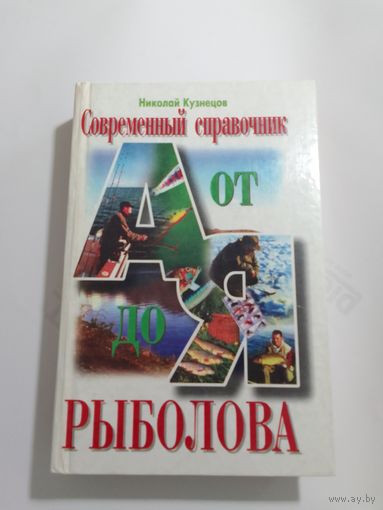 Николай Кузнецов
Современный справочник
от
А
до
Я
РЫБОЛОВА
www.ay.by